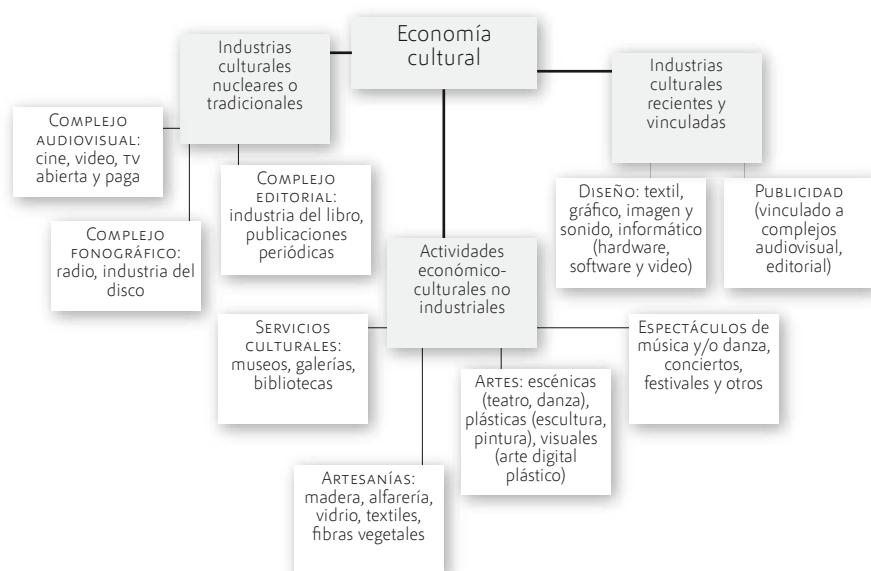 Economía
cultural
Industrias
culturales
nucleares o
tradicionales
Industrias
culturales
recientes y
vinculadas
COMPLEJO
AUDIOVISUAL:
cine, video, TV
abierta y paga
COMPLEJO
EDITORIAL:
industria del libro,
publicaciones
periódicas
COMPLEJO
FONOGRÁFICO:
radio, industria del
disco
DISEÑO: textil,
gráfico, imagen y
sonido, informático
(hardware,
software y video)
PUBLICIDAD
(vinculado a
complejos
audiovisual,
editorial)
Actividades
económico-
culturales no
industriales
SERVICIOS
CULTURALES:
museos, galerías,
bibliotecas
ESPECTÁCULOS de
música y/o danza,
conciertos,
festivales y otros
ARTES: escénicas
(teatro, danza),
plásticas (escultura,
pintura), visuales
(arte digital
plástico)
ARTESANÍAS:
madera, alfarería,
vidrio, textiles,
fibras vegetales